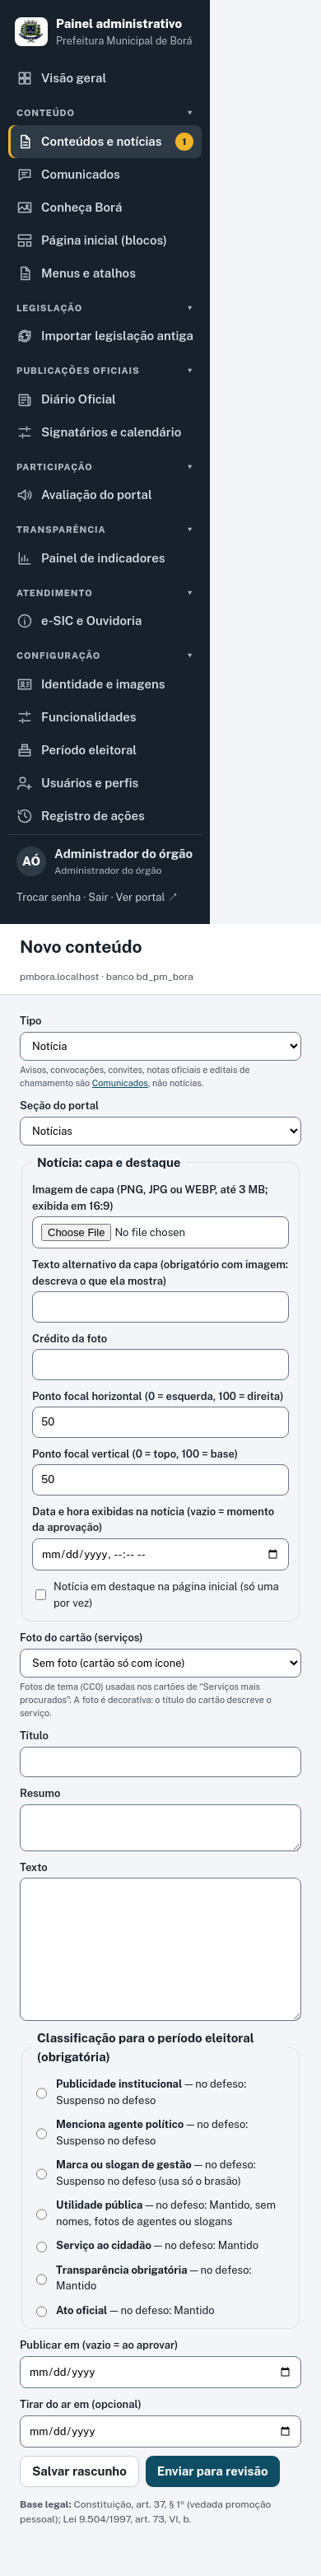 Painel administrativo
Prefeitura Municipal de Borá
Visão geral
CONTEÚDO
Conteúdos e notícias 1
Comunicados
Conheça Borá
Página inicial (blocos)
Menus e atalhos
LEGISLAÇÃO
Importar legislação antiga
PUBLICAÇÕES OFICIAIS
Diário Oficial
Signatários e calendário
PARTICIPAÇÃO
Avaliação do portal
TRANSPARÊNCIA
Painel de indicadores
ATENDIMENTO
e-SIC e Ouvidoria
CONFIGURAÇÃO
Identidade e imagens
Funcionalidades
Período eleitoral
Usuários e perfis
Registro de ações
AÓ
Administrador do órgão
Administrador do órgão
Trocar senha · Sair · Ver portal ↗
Novo conteúdo
pmbora.localhost · banco bd_pm_bora
Tipo
Notícia
Avisos, convocações, convites, notas oficiais e editais de
chamamento são Comunicados, não notícias.
Seção do portal
Notícias
Notícia: capa e destaque
Imagem de capa (PNG, JPG ou WEBP, até 3 MB;
exibida em 16:9)
Choose File No file chosen
Texto alternativo da capa (obrigatório com imagem:
descreva o que ela mostra)
Crédito da foto
Ponto focal horizontal (0 = esquerda, 100 = direita)
50
Ponto focal vertical (0 = topo, 100 = base)
50
Data e hora exibidas na notícia (vazio = momento
da aprovação)
mm/dd/yyyy, --:-- --
Notícia em destaque na página inicial (só uma
por vez)
Foto do cartão (serviços)
Sem foto (cartão só com ícone)
Fotos de tema (CC0) usadas nos cartões de “Serviços mais
procurados”. A foto é decorativa: o título do cartão descreve o
serviço.
Título
Resumo
Texto
Classificação para o período eleitoral
(obrigatória)
Publicidade institucional — no defeso:
Suspenso no defeso
Menciona agente político — no defeso:
Suspenso no defeso
Marca ou slogan de gestão — no defeso:
Suspenso no defeso (usa só o brasão)
Utilidade pública — no defeso: Mantido, sem
nomes, fotos de agentes ou slogans
Serviço ao cidadão — no defeso: Mantido
Transparência obrigatória — no defeso:
Mantido
Ato oficial — no defeso: Mantido
Publicar em (vazio = ao aprovar)
mm/dd/yyyy
Tirar do ar em (opcional)
mm/dd/yyyy
Salvar rascunho
Enviar para revisão
Base legal: Constituição, art. 37, § 1º (vedada promoção
pessoal); Lei 9.504/1997, art. 73, VI, b.